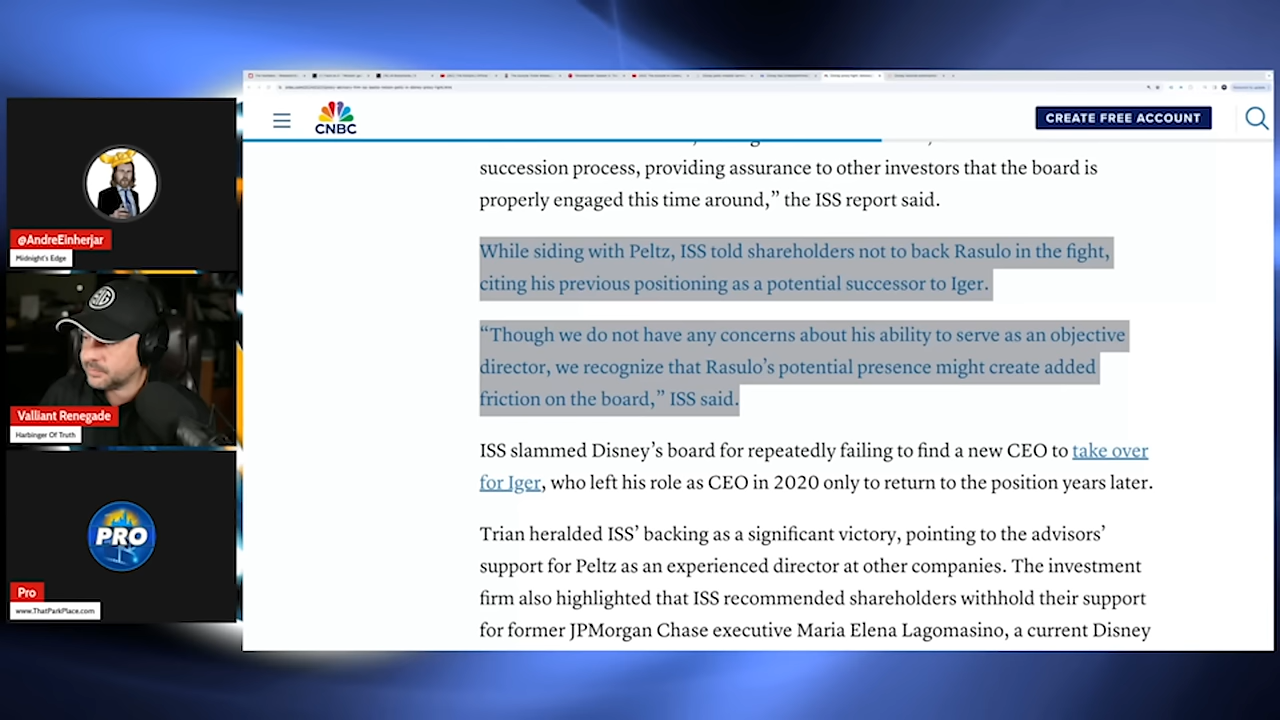 CNBC
CREATE FREE ACCOUNT
succession process, providing assurance to other investors that the board is
properly engaged this time around,” the ISS report said.
While siding with Peltz, ISS told shareholders not to back Rasulo in the fight,
citing his previous positioning as a potential successor to Iger.
“Though we do not have any concerns about his ability to serve as an objective
director, we recognize that Rasulo’s potential presence might create added
friction on the board,” ISS said.
ISS slammed Disney’s board for repeatedly failing to find a new CEO to take over
for Iger, who left his role as CEO in 2020 only to return to the position years later.
Trian heralded ISS’ backing as a significant victory, pointing to the advisors’
support for Peltz as an experienced director at other companies. The investment
firm also highlighted that ISS recommended shareholders withhold their support
for former JPMorgan Chase executive Maria Elena Lagomasino, a current Disney
@AndreEinherjar
Midnight's Edge
Valliant Renegade
Harbinger Of Truth
PRO
Pro
www.ThatParkPlace.com